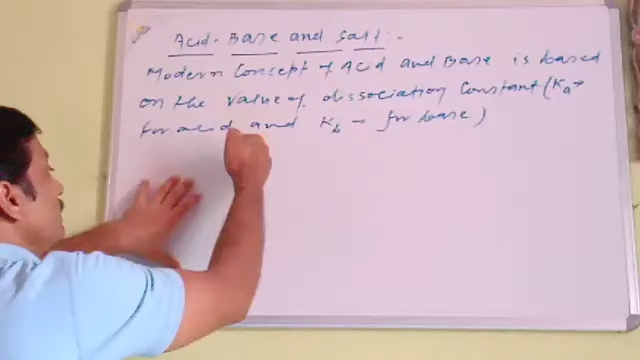 Acid. Base and Salt:-
Modern Concept of Acid and Base is based
on the value of dissociation Constant (Ka→
for acid and Kb → for base)